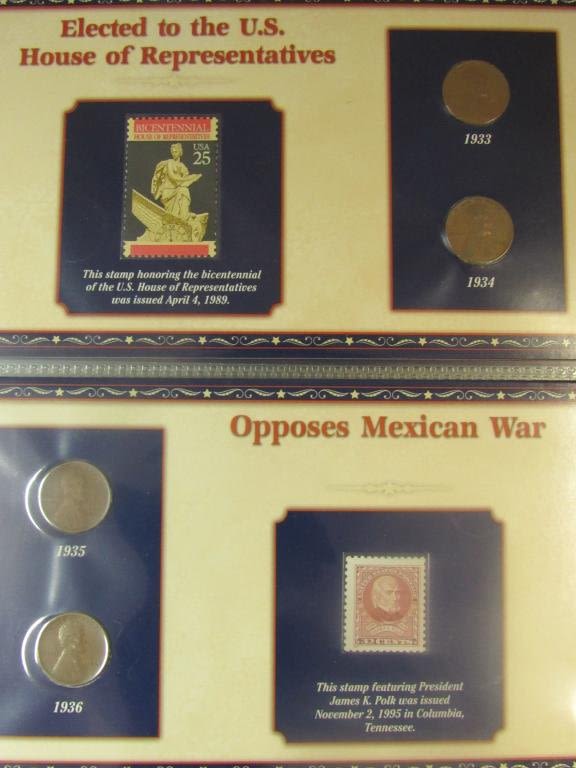 Elected to the U.S.
House of Representatives
BICENTENNIAL
HOUSE OF REPRESENTATIVES
USA
25
This stamp honoring the bicentennial
of the U.S. House of Representatives
was issued April 4, 1989.
1933
1934
1935
1936
Opposes Mexican War
This stamp featuring President
James K. Polk was issued
November 2, 1995 in Columbia,
Tennessee.